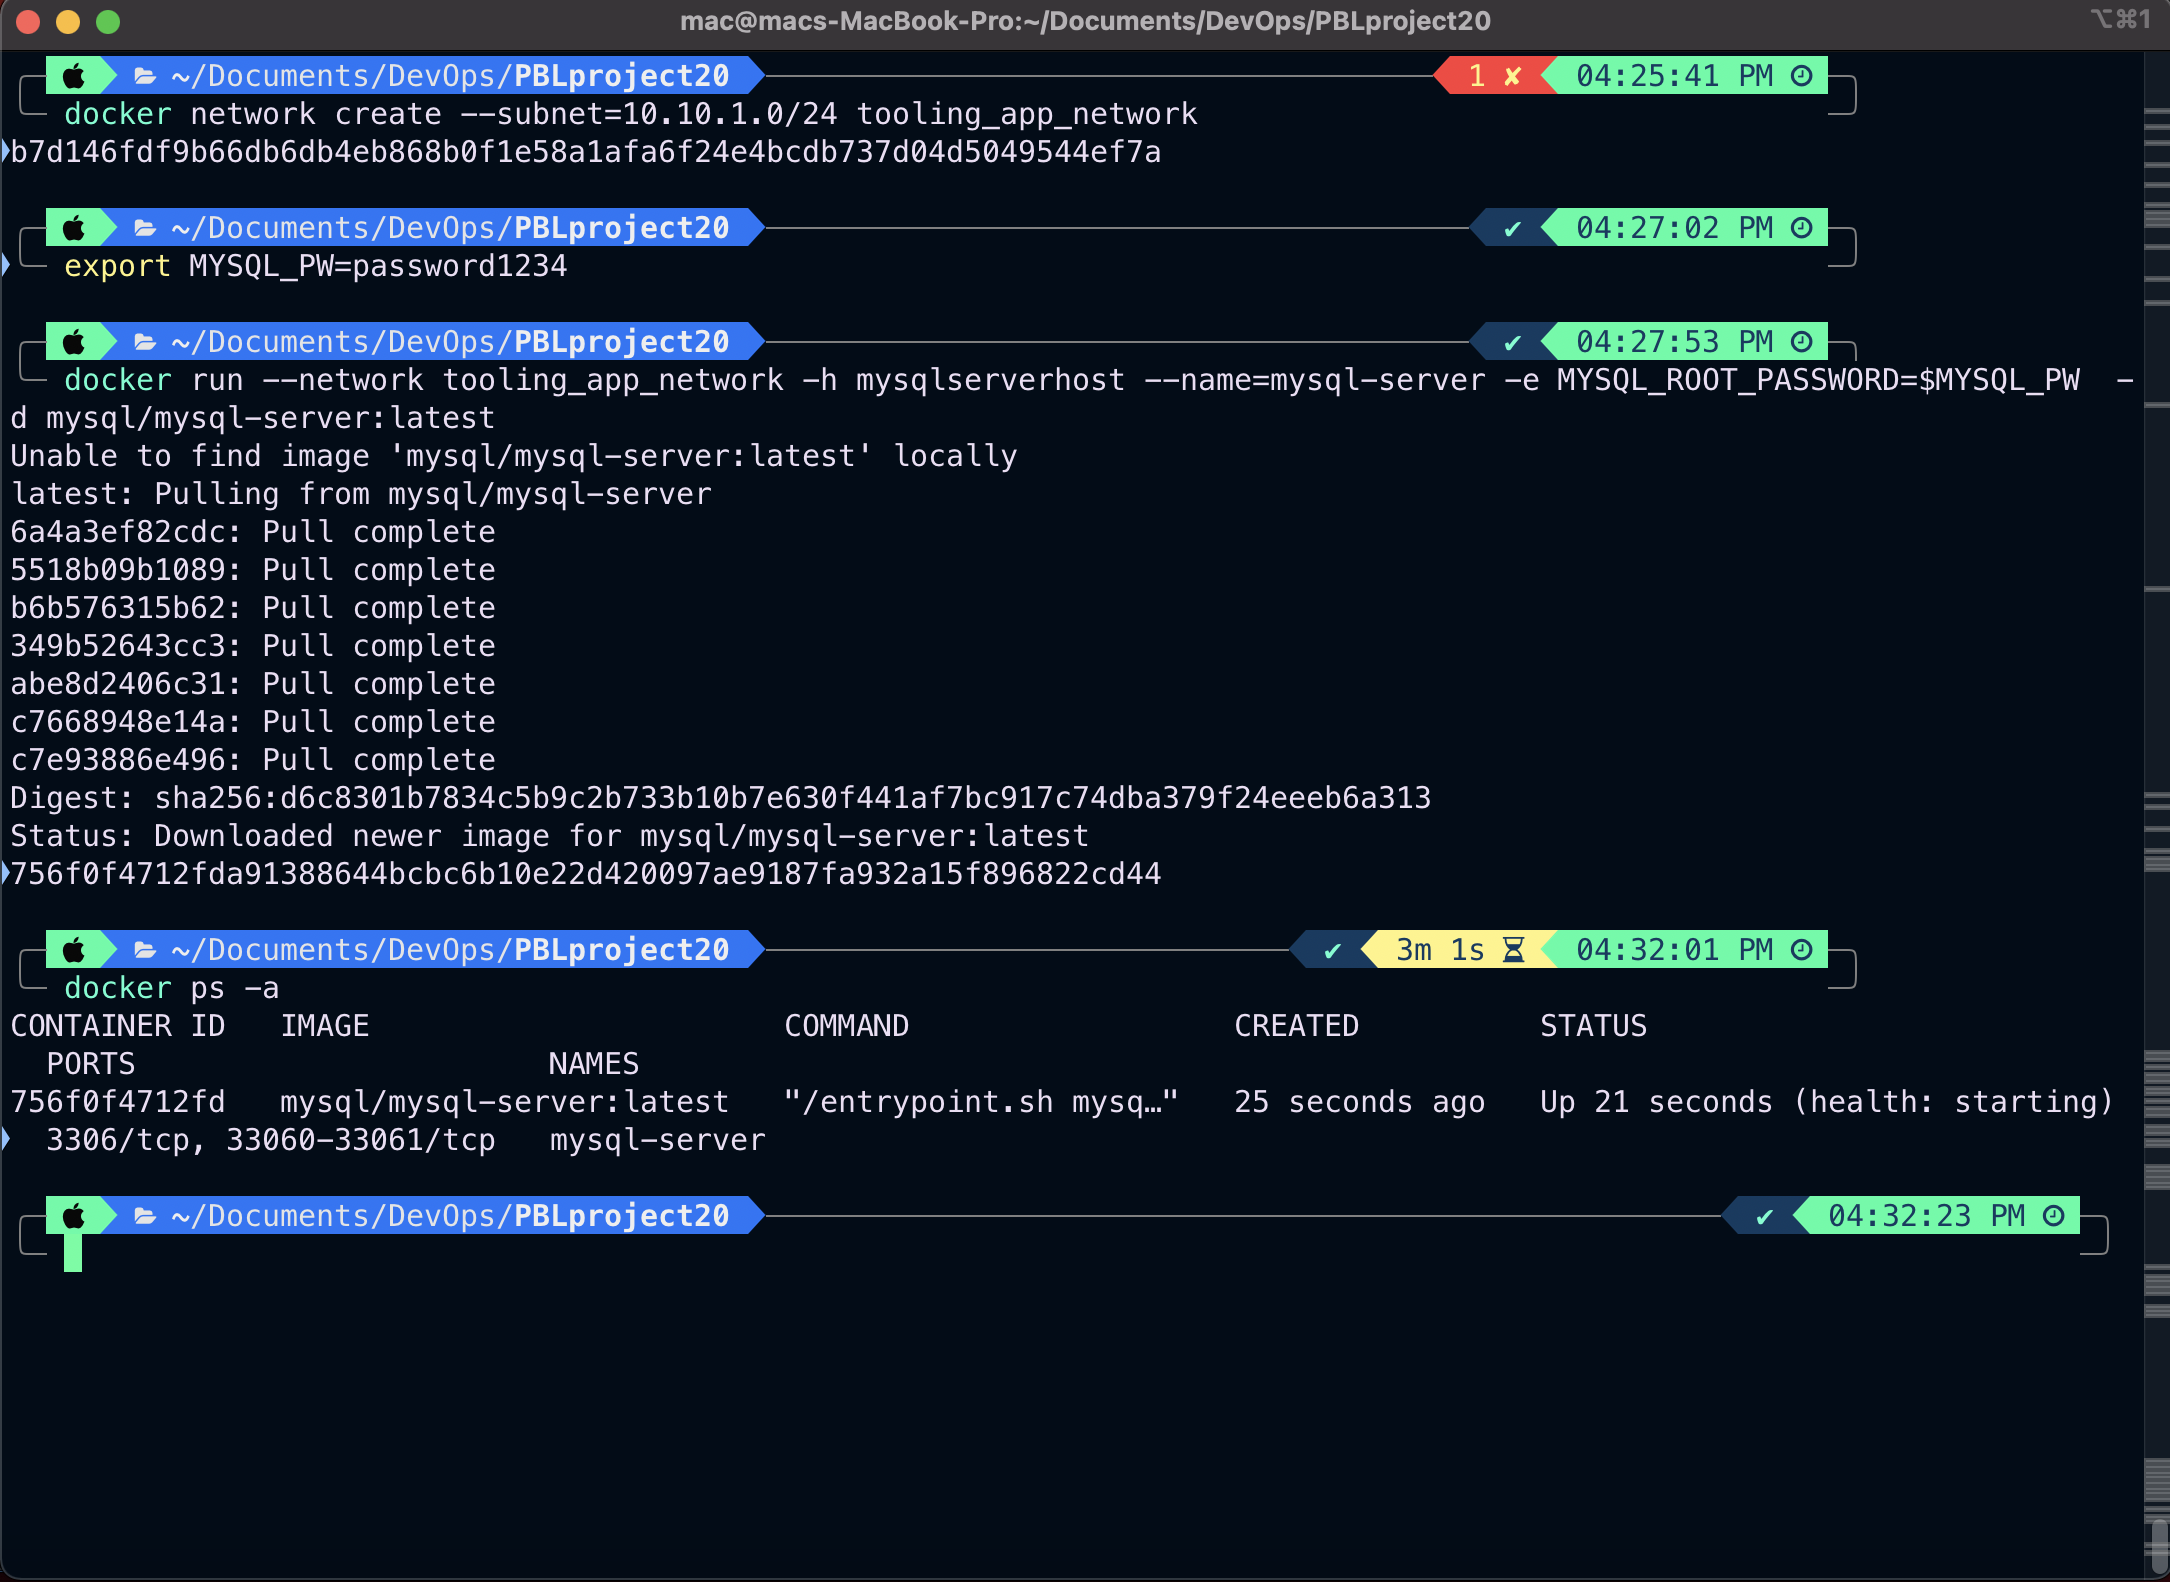 mac@macs-MacBook-Pro:~/Documents/DevOps/PBLproject20 ⌥⌘1
~/Documents/DevOps/PBLproject20 1 ✘ 04:25:41 PM
docker network create --subnet=10.10.1.0/24 tooling_app_network
b7d146fdf9b66db6db4eb868b0f1e58a1afa6f24e4bcdb737d04d5049544ef7a
~/Documents/DevOps/PBLproject20 ✔ 04:27:02 PM
export MYSQL_PW=password1234
~/Documents/DevOps/PBLproject20 ✔ 04:27:53 PM
docker run --network tooling_app_network -h mysqlserverhost --name=mysql-server -e MYSQL_ROOT_PASSWORD=$MYSQL_PW  -
d mysql/mysql-server:latest
Unable to find image 'mysql/mysql-server:latest' locally
latest: Pulling from mysql/mysql-server
6a4a3ef82cdc: Pull complete
5518b09b1089: Pull complete
b6b576315b62: Pull complete
349b52643cc3: Pull complete
abe8d2406c31: Pull complete
c7668948e14a: Pull complete
c7e93886e496: Pull complete
Digest: sha256:d6c8301b7834c5b9c2b733b10b7e630f441af7bc917c74dba379f24eeeb6a313
Status: Downloaded newer image for mysql/mysql-server:latest
756f0f4712fda91388644bcbc6b10e22d420097ae9187fa932a15f896822cd44
~/Documents/DevOps/PBLproject20 ✔ 3m 1s 04:32:01 PM
docker ps -a
CONTAINER ID   IMAGE                       COMMAND                  CREATED          STATUS
PORTS                       NAMES
756f0f4712fd   mysql/mysql-server:latest   "/entrypoint.sh mysq…"   25 seconds ago   Up 21 seconds (health: starting)
3306/tcp, 33060-33061/tcp   mysql-server
~/Documents/DevOps/PBLproject20 ✔ 04:32:23 PM